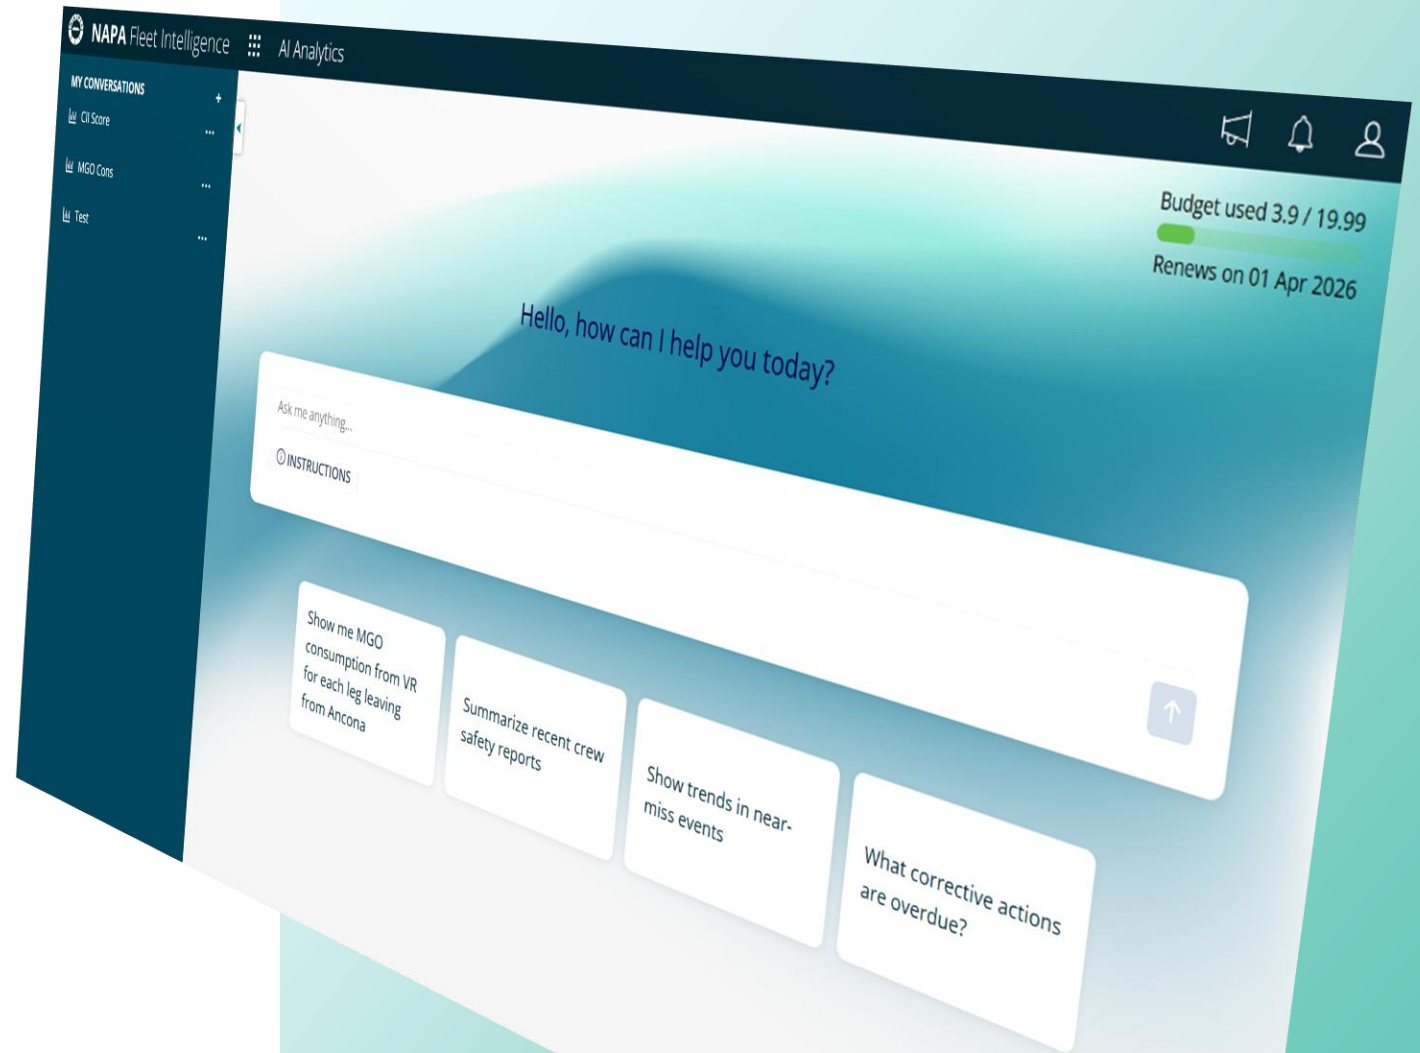 NAPA Fleet Intelligence
AI Analytics
MY CONVERSATIONS +
CII Score ...
MGO Cons ...
Test ...
Budget used 3.9 / 19.99
Renews on 01 Apr 2026
Hello, how can I help you today?
Ask me anything...
INSTRUCTIONS
Show me MGO
consumption from VR
for each leg leaving
from Ancona
Summarize recent crew
safety reports
Show trends in near-
miss events
What corrective actions
are overdue?